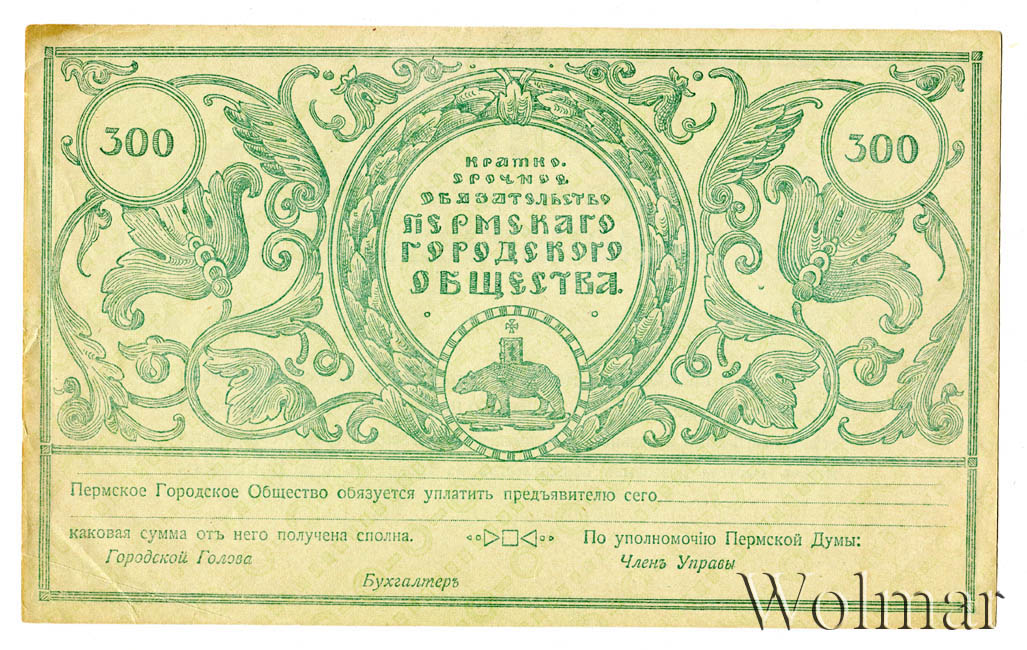 300
300
КРАТКО.
СРОЧНОЕ
ОБЯЗАТЕЛЬСТВО
ПЕРМСКАГО
ГОРОДСКОГО
ОБЩЕСТВА.
Пермское Городское Общество обязуется уплатить предъявителю сего
каковая сумма отъ него получена сполна.
По уполномочію Пермской Думы:
Городской Голова
Членъ Управы
Бухгалтеръ
Wolmar